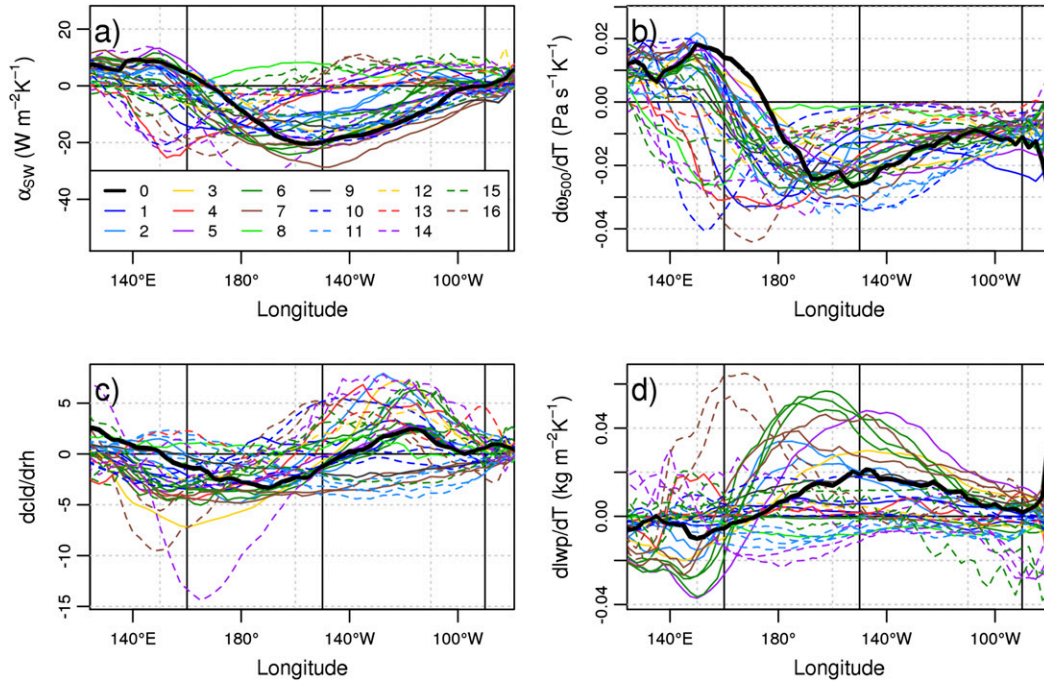 a)
α_SW (W m⁻²K⁻¹)
20
0
-20
-40
0 3 6 9 12 15
1 4 7 10 13 16
2 5 8 11 14
140°E 180° 140°W 100°W
Longitude
b)
dω₅₀₀/dT (Pa s⁻¹K⁻¹)
0.02
0.00
-0.02
-0.04
140°E 180° 140°W 100°W
Longitude
c)
dcld/drh
5
0
-5
-10
-15
140°E 180° 140°W 100°W
Longitude
d)
dlwp/dT (kg m⁻²K⁻¹)
0.04
0.00
-0.04
140°E 180° 140°W 100°W
Longitude